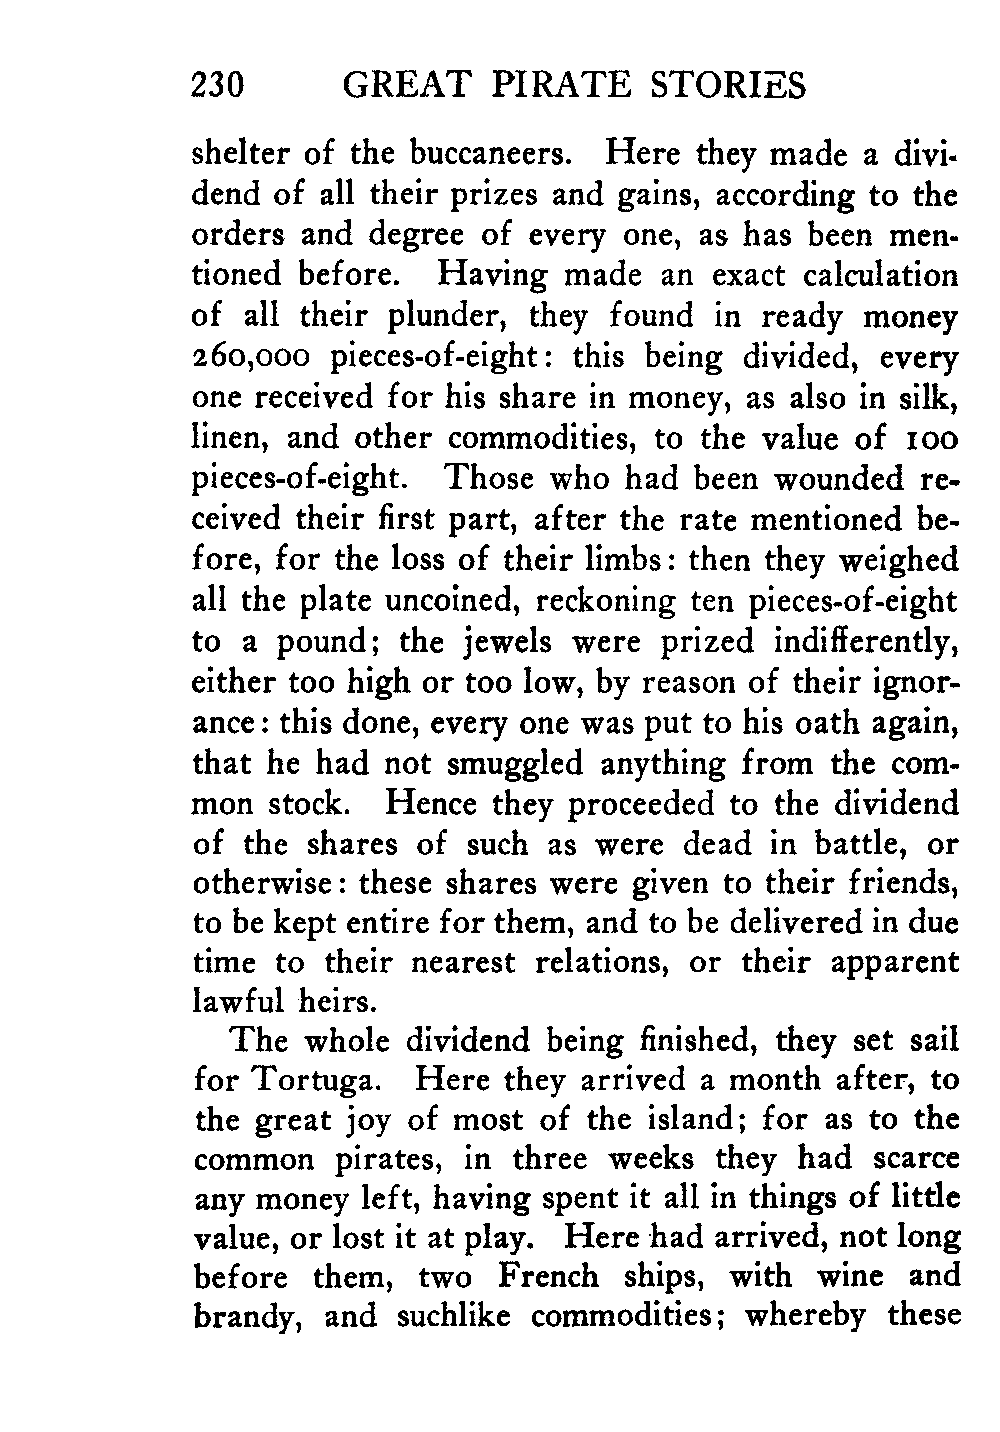 230 GREAT PIRATE STORIES
shelter of the buccaneers. Here they made a divi-
dend of all their prizes and gains, according to the
orders and degree of every one, as has been men-
tioned before. Having made an exact calculation
of all their plunder, they found in ready money
260,000 pieces-of-eight: this being divided, every
one received for his share in money, as also in silk,
linen, and other commodities, to the value of 100
pieces-of-eight. Those who had been wounded re-
ceived their first part, after the rate mentioned be-
fore, for the loss of their limbs: then they weighed
all the plate uncoined, reckoning ten pieces-of-eight
to a pound; the jewels were prized indifferently,
either too high or too low, by reason of their ignor-
ance: this done, every one was put to his oath again,
that he had not smuggled anything from the com-
mon stock. Hence they proceeded to the dividend
of the shares of such as were dead in battle, or
otherwise: these shares were given to their friends,
to be kept entire for them, and to be delivered in due
time to their nearest relations, or their apparent
lawful heirs.
The whole dividend being finished, they set sail
for Tortuga. Here they arrived a month after, to
the great joy of most of the island; for as to the
common pirates, in three weeks they had scarce
any money left, having spent it all in things of little
value, or lost it at play. Here had arrived, not long
before them, two French ships, with wine and
brandy, and suchlike commodities; whereby these